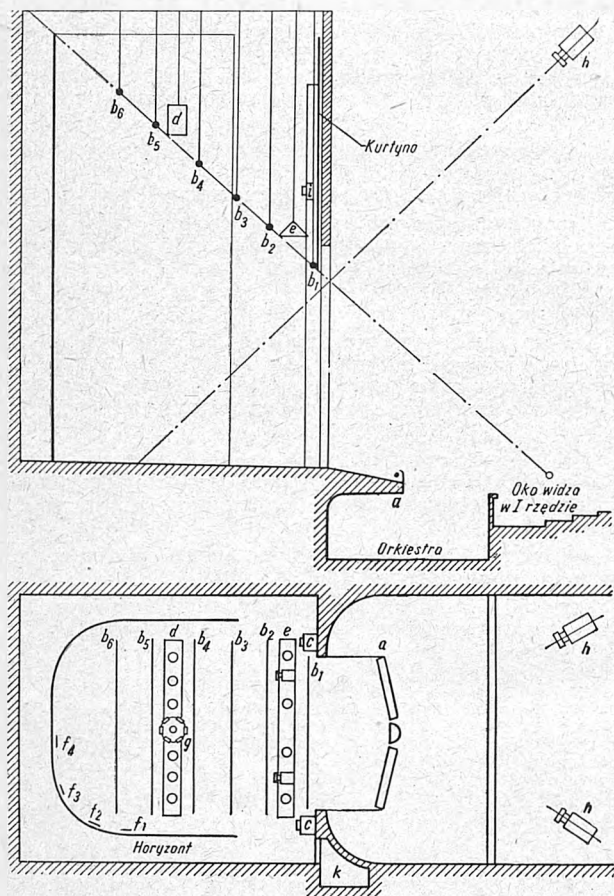 h
b₆
b₅
d
b₄
Kurtyno
b₃
i
b₂
e
b₁
Oko widza
w I rzędzie
a
Orkiestra
b₆
b₅
d
b₄
b₃
b₂
e
c
b₁
a
h
g
f₄
f₃
f₂
f₁
c
Horyzont
k
h